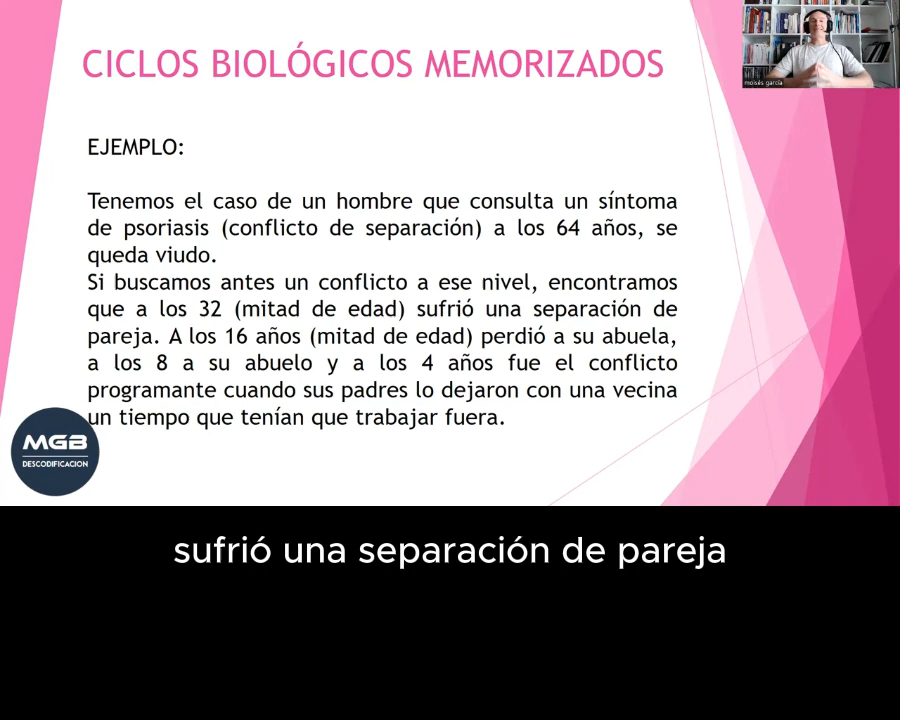 CICLOS BIOLÓGICOS MEMORIZADOS
moisés garcía
EJEMPLO:
Tenemos el caso de un hombre que consulta un síntoma
de psoriasis (conflicto de separación) a los 64 años, se
queda viudo.
Si buscamos antes un conflicto a ese nivel, encontramos
que a los 32 (mitad de edad) sufrió una separación de
pareja. A los 16 años (mitad de edad) perdió a su abuela,
a los 8 a su abuelo y a los 4 años fue el conflicto
programante cuando sus padres lo dejaron con una vecina
un tiempo que tenían que trabajar fuera.
MGB
DESCODIFICACION
sufrió una separación de pareja